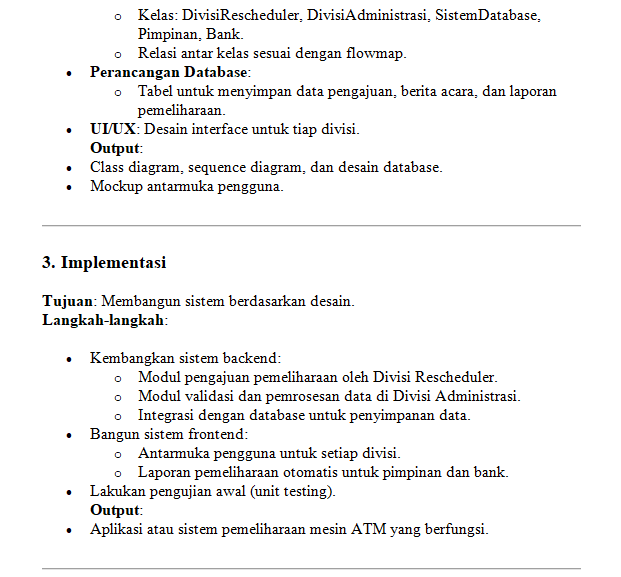 o Kelas: DivisiRescheduler, DivisiAdministrasi, SistemDatabase,
Pimpinan, Bank.
o Relasi antar kelas sesuai dengan flowmap.
• Perancangan Database:
o Tabel untuk menyimpan data pengajuan, berita acara, dan laporan
pemeliharaan.
• UI/UX: Desain interface untuk tiap divisi.
Output:
• Class diagram, sequence diagram, dan desain database.
• Mockup antarmuka pengguna.
3. Implementasi
Tujuan: Membangun sistem berdasarkan desain.
Langkah-langkah:
• Kembangkan sistem backend:
o Modul pengajuan pemeliharaan oleh Divisi Rescheduler.
o Modul validasi dan pemrosesan data di Divisi Administrasi.
o Integrasi dengan database untuk penyimpanan data.
• Bangun sistem frontend:
o Antarmuka pengguna untuk setiap divisi.
o Laporan pemeliharaan otomatis untuk pimpinan dan bank.
• Lakukan pengujian awal (unit testing).
Output:
• Aplikasi atau sistem pemeliharaan mesin ATM yang berfungsi.